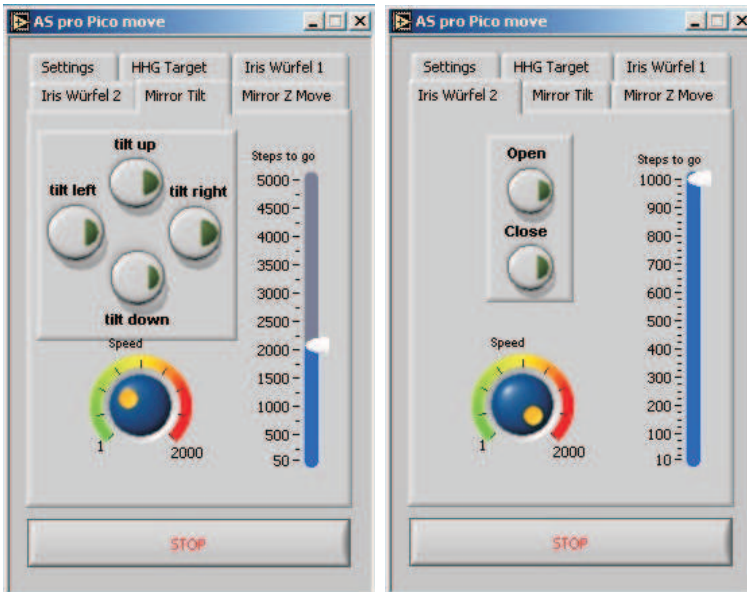 AS pro Pico move
Settings HHG Target Iris Würfel 1
Iris Würfel 2 Mirror Tilt Mirror Z Move
tilt up
tilt left
tilt right
tilt down
Steps to go
5000
4500
4000
3500
3000
2500
2000
1500
1000
500
50
Speed
1
2000
STOP
AS pro Pico move
Settings HHG Target Iris Würfel 1
Iris Würfel 2 Mirror Tilt Mirror Z Move
Open
Close
Steps to go
1000
900
800
700
600
500
400
300
200
100
10
Speed
1
2000
STOP